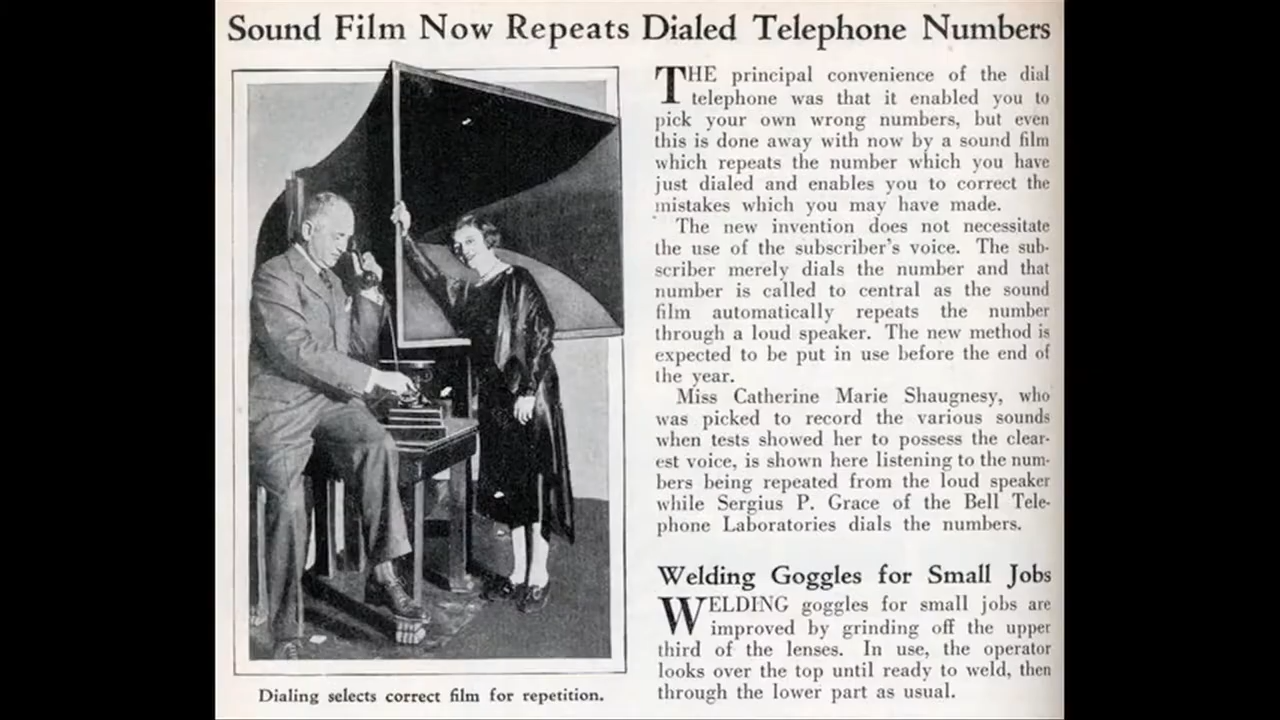 Sound Film Now Repeats Dialed Telephone Numbers
THE principal convenience of the dial
telephone was that it enabled you to
pick your own wrong numbers, but even
this is done away with now by a sound film
which repeats the number which you have
just dialed and enables you to correct the
mistakes which you may have made.
The new invention does not necessitate
the use of the subscriber's voice. The sub-
scriber merely dials the number and that
number is called to central as the sound
film automatically repeats the number
through a loud speaker. The new method is
expected to be put in use before the end of
the year.
Miss Catherine Marie Shaugnesy, who
was picked to record the various sounds
when tests showed her to possess the clear-
est voice, is shown here listening to the num-
bers being repeated from the loud speaker
while Sergius P. Grace of the Bell Tele-
phone Laboratories dials the numbers.
Dialing selects correct film for repetition.
Welding Goggles for Small Jobs
WELDING goggles for small jobs are
improved by grinding off the upper
third of the lenses. In use, the operator
looks over the top until ready to weld, then
through the lower part as usual.